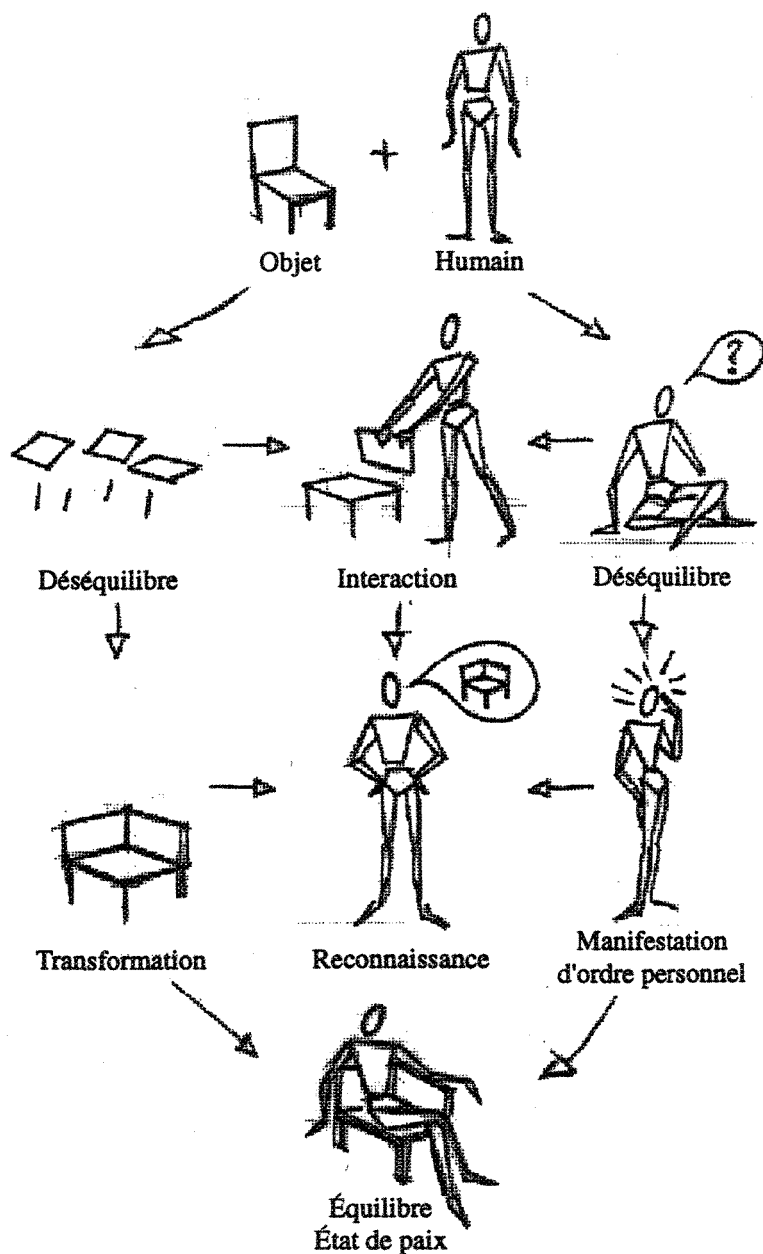 +
Objet
Humain
?
Déséquilibre
Interaction
Déséquilibre
Transformation
Reconnaissance
Manifestation
d'ordre personnel
Équilibre
État de paix